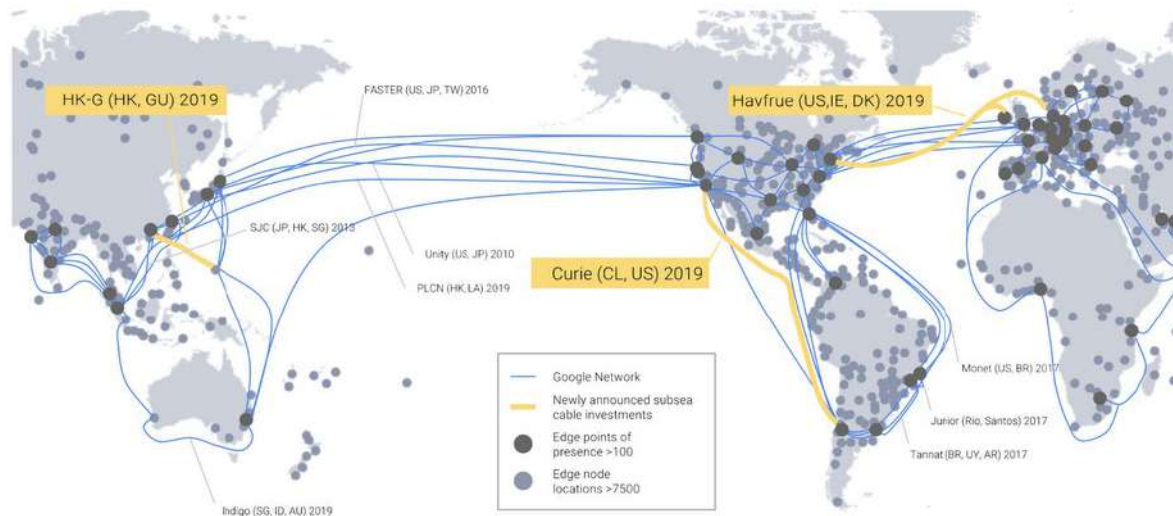 FASTER (US, JP, TW) 2016
HK-G (HK, GU) 2019
Havfrue (US,IE, DK) 2019
SJC (JP, HK, SG) 2013
Unity (US, JP) 2010
Curie (CL, US) 2019
PLCN (HK,LA) 2019
Google Network
Newly announced subsea
cable investments
Edge points of
presence >100
Edge node
locations >7500
Monet (US, BR) 2017
Junior (Rio, Santos) 2017
Tannat (BR, UY, AR) 2017
Indigo (SG, ID, AU) 2019